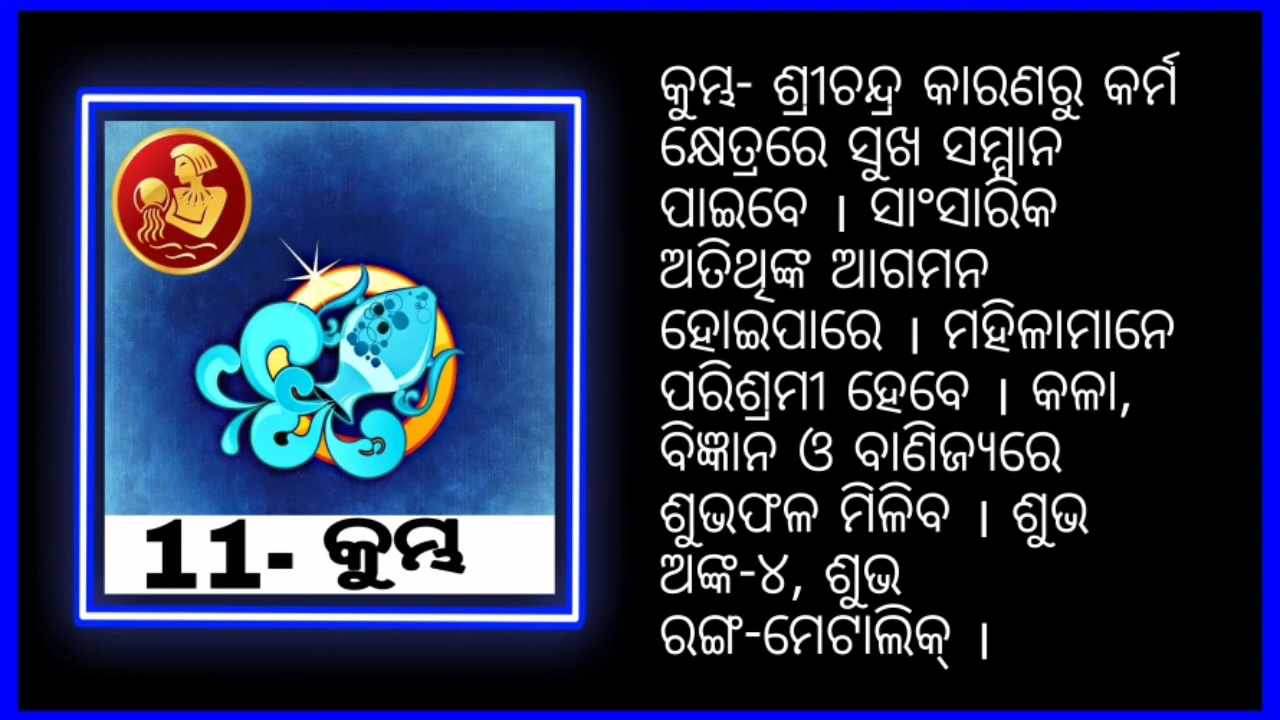 11- କୁମ୍ଭ
କୁମ୍ଭ- ଶ୍ରୀଚନ୍ଦ୍ର କାରଣରୁ କର୍ମ
କ୍ଷେତ୍ରରେ ସୁଖ ସମ୍ମାନ
ପାଇବେ । ସାଂସାରିକ
ଅତିଥିଙ୍କ ଆଗମନ
ହୋଇପାରେ । ମହିଳାମାନେ
ପରିଶ୍ରମୀ ହେବେ । କଳା,
ବିଜ୍ଞାନ ଓ ବାଣିଜ୍ୟରେ
ଶୁଭଫଳ ମିଳିବ । ଶୁଭ
ଅଙ୍କ-୪, ଶୁଭ
ରଙ୍ଗ-ମେଟାଲିକ୍ ।